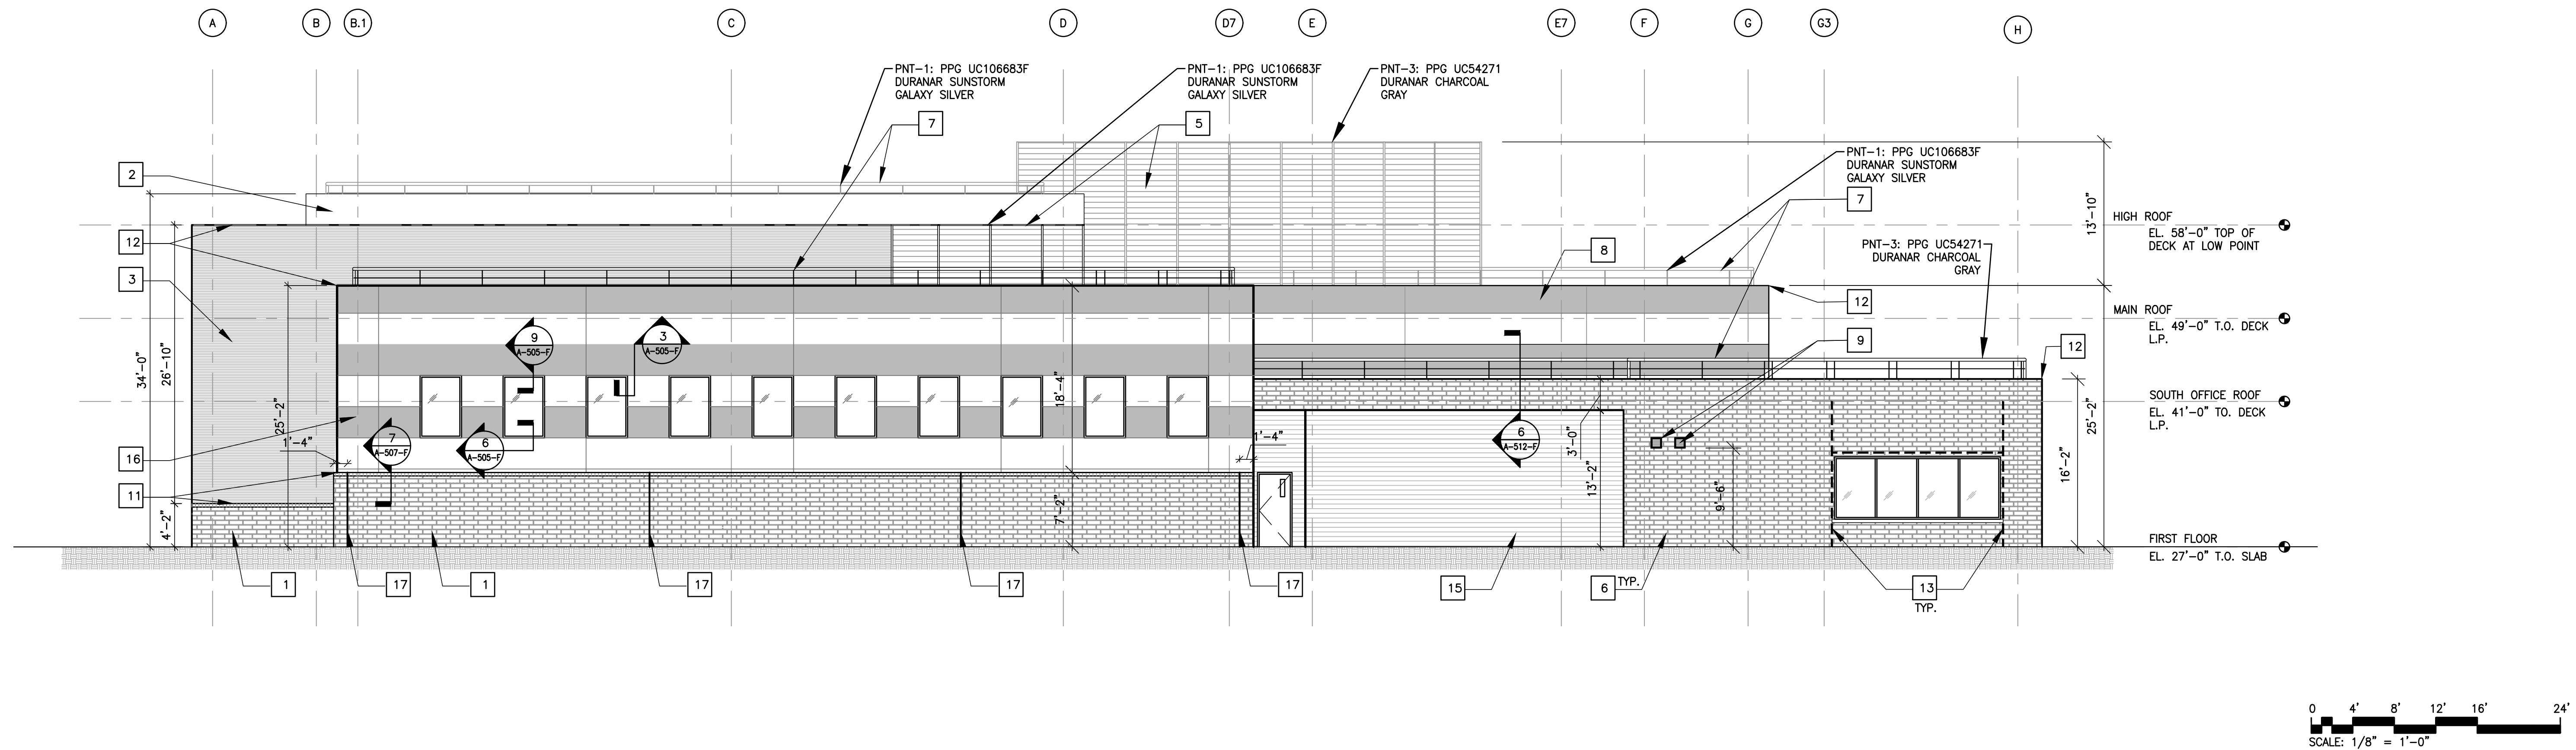 A
B
B.1
C
D
D7
E
E7
F
G
G3
H
PNT-1: PPG UC106683F
DURANAR SUNSTORM
GALAXY SILVER
7
PNT-1: PPG UC106683F
DURANAR SUNSTORM
GALAXY SILVER
5
PNT-3: PPG UC54271
DURANAR CHARCOAL
GRAY
PNT-1: PPG UC106683F
DURANAR SUNSTORM
GALAXY SILVER
7
2
12
3
16
11
34'-0"
26'-10"
25'-2"
4'-2"
1'-4"
9
A-505-F
3
A-505-F
7
A-507-F
6
A-505-F
18'-4"
7'-2"
1'-4"
8
PNT-3: PPG UC54271
DURANAR CHARCOAL
GRAY
12
9
12
6
A-512-F
3'-0"
13'-2"
9'-6"
16'-2"
25'-2"
13'-10"
HIGH ROOF
EL. 58'-0" TOP OF
DECK AT LOW POINT
MAIN ROOF
EL. 49'-0" T.O. DECK
L.P.
SOUTH OFFICE ROOF
EL. 41'-0" TO. DECK
L.P.
FIRST FLOOR
EL. 27'-0" T.O. SLAB
1
17
1
17
17
17
15
6 TYP.
13
TYP.
0 4' 8' 12' 16' 24'
SCALE: 1/8" = 1'-0"